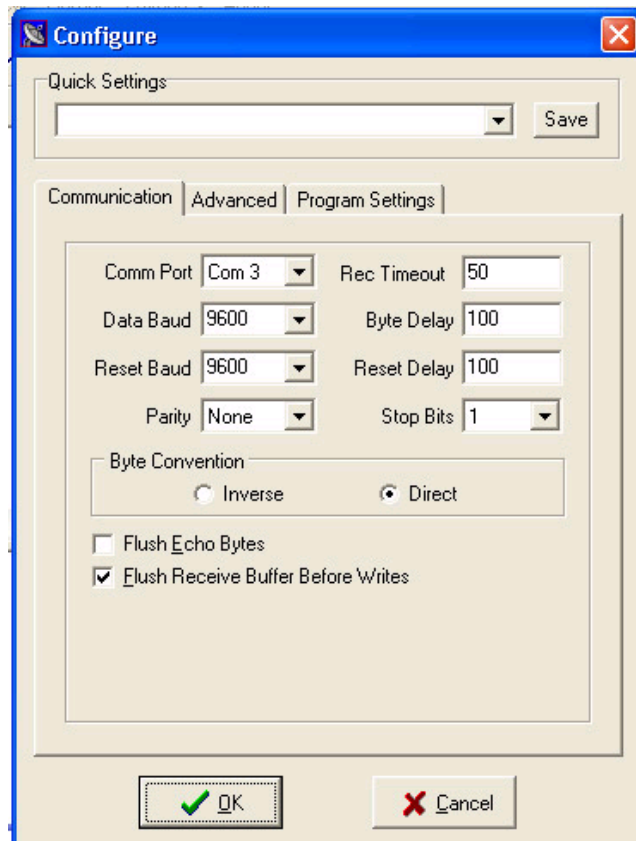 Configure
Quick Settings
Save
Communication Advanced Program Settings
Comm Port Com 3 Rec Timeout 50
Data Baud 9600 Byte Delay 100
Reset Baud 9600 Reset Delay 100
Parity None Stop Bits 1
Byte Convention
Inverse Direct
Flush Echo Bytes
Flush Receive Buffer Before Writes
OK Cancel